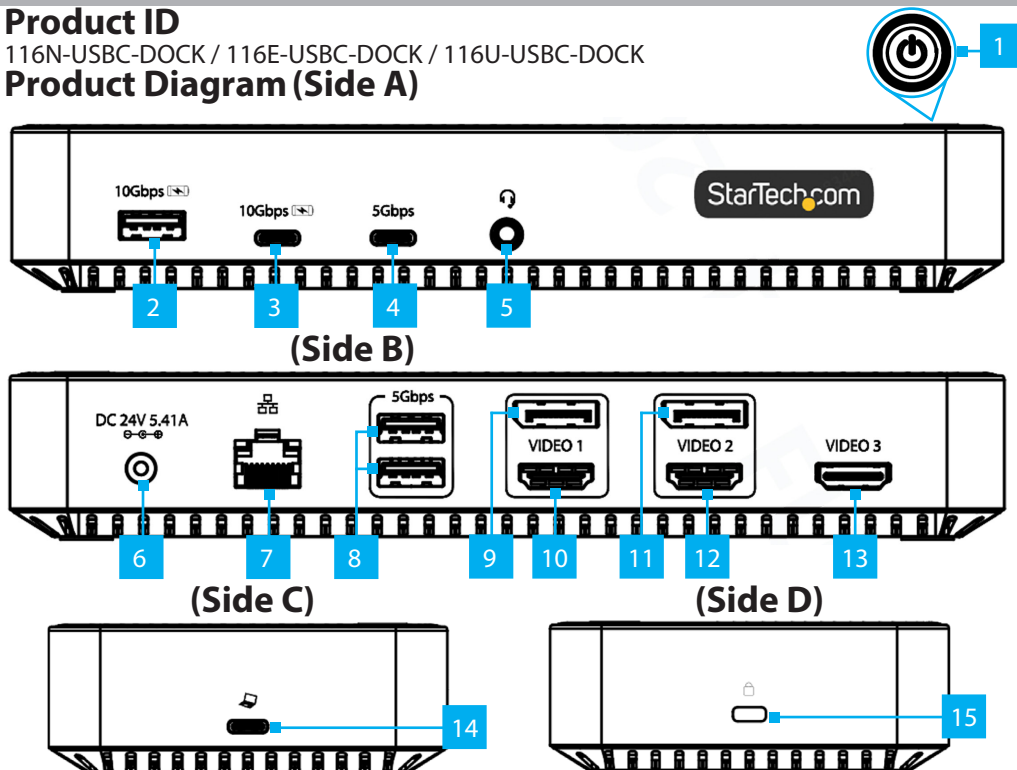 Product ID
116N-USBC-DOCK / 116E-USBC-DOCK / 116U-USBC-DOCK
Product Diagram (Side A)
1
10Gbps
10Gbps
5Gbps
StarTech.com
2
3
4
5
(Side B)
DC 24V 5.41A
5Gbps
VIDEO 1
VIDEO 2
VIDEO 3
6
7
8
9
10
11
12
13
(Side C)
(Side D)
14
15